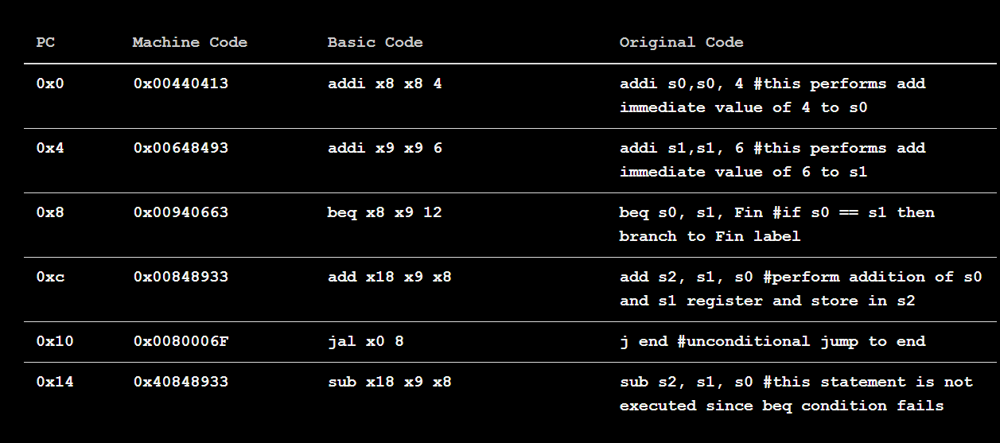 PC Machine Code Basic Code Original Code
0x0 0x00440413 addi x8 x8 4 addi s0,s0, 4 #this performs add
immediate value of 4 to s0
0x4 0x00648493 addi x9 x9 6 addi s1,s1, 6 #this performs add
immediate value of 6 to s1
0x8 0x00940663 beq x8 x9 12 beq s0, s1, Fin #if s0 == s1 then
branch to Fin label
0xc 0x00848933 add x18 x9 x8 add s2, s1, s0 #perform addition of s0
and s1 register and store in s2
0x10 0x0080006F jal x0 8 j end #unconditional jump to end
0x14 0x40848933 sub x18 x9 x8 sub s2, s1, s0 #this statement is not
executed since beq condition fails